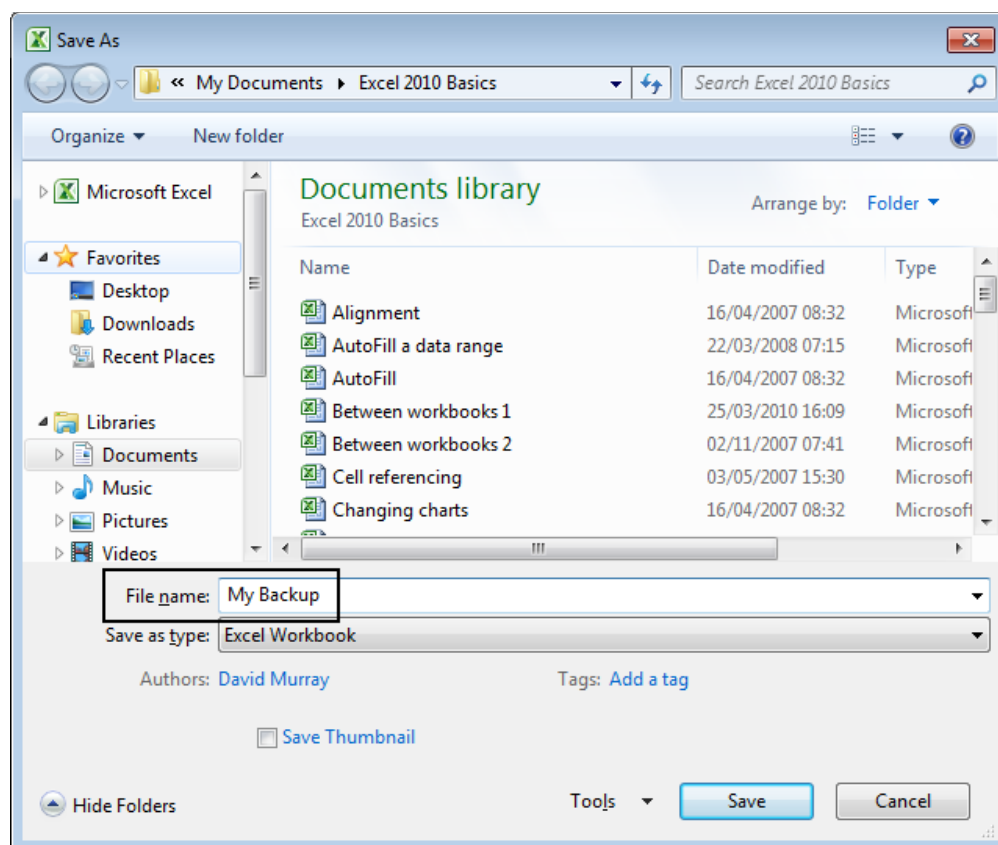 Save As
« My Documents Excel 2010 Basics Search Excel 2010 Basics
Organize New folder
Microsoft Excel
Favorites
Desktop
Downloads
Recent Places
Libraries
Documents
Music
Pictures
Videos
Documents library
Excel 2010 Basics
Arrange by: Folder
Name Date modified Type
Alignment 16/04/2007 08:32 Microsoft
AutoFill a data range 22/03/2008 07:15 Microsoft
AutoFill 16/04/2007 08:32 Microsoft
Between workbooks 1 25/03/2010 16:09 Microsoft
Between workbooks 2 02/11/2007 07:41 Microsoft
Cell referencing 03/05/2007 15:30 Microsoft
Changing charts 16/04/2007 08:32 Microsoft
File name: My Backup
Save as type: Excel Workbook
Authors: David Murray Tags: Add a tag
Save Thumbnail
Hide Folders Tools Save Cancel